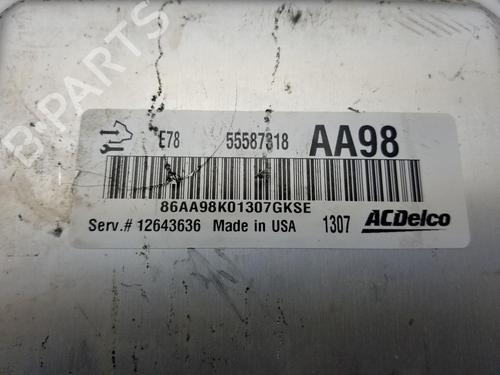 B-PARTS
E78 55587318 AA98
86AA98K01307GKSE
Serv.# 12643636 Made in USA 1307 ACDelco